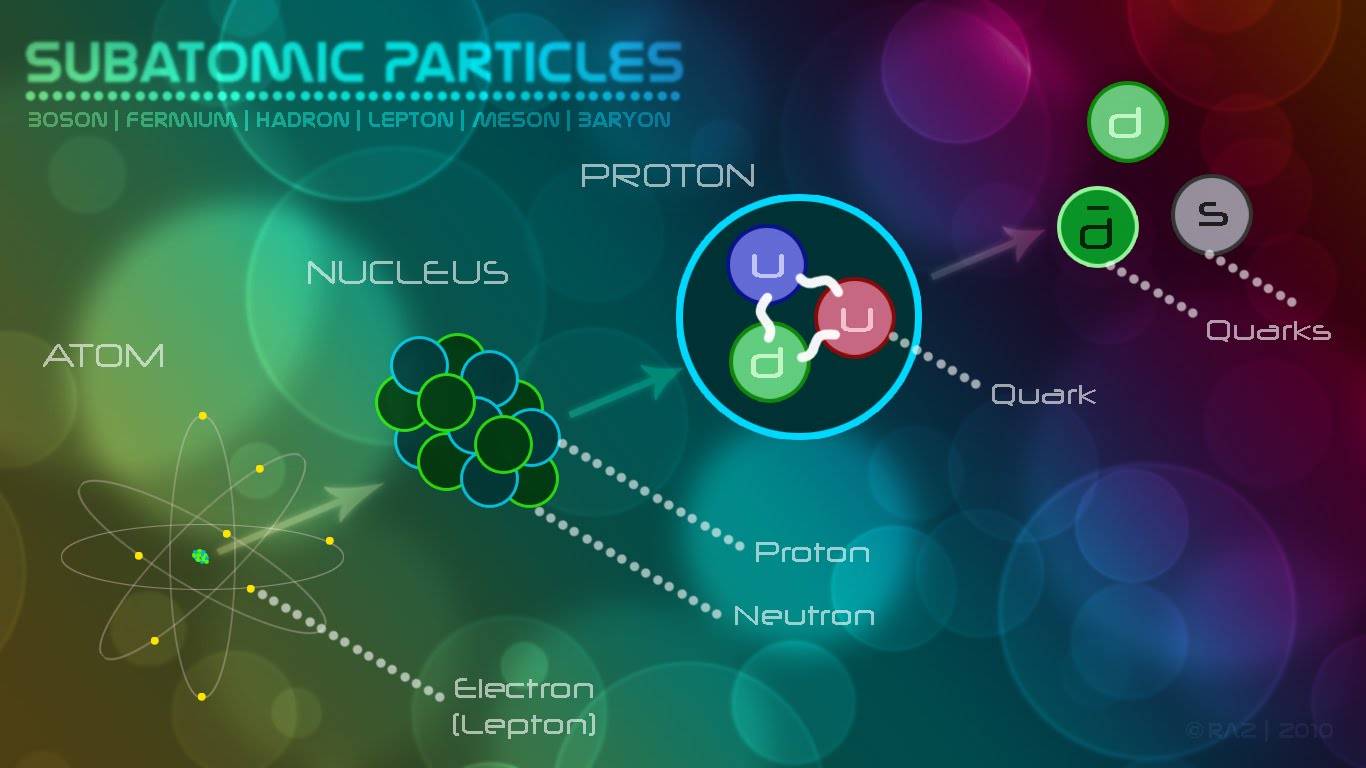 SUBATOMIC PARTICLES
BOSON | FERMIUM | HADRON | LEPTON | MESON | BARYON
PROTON
d
d̄
s
NUCLEUS
u
u
d
Quarks
ATOM
Quark
Proton
Neutron
Electron
(Lepton)
©RAZ | 2010